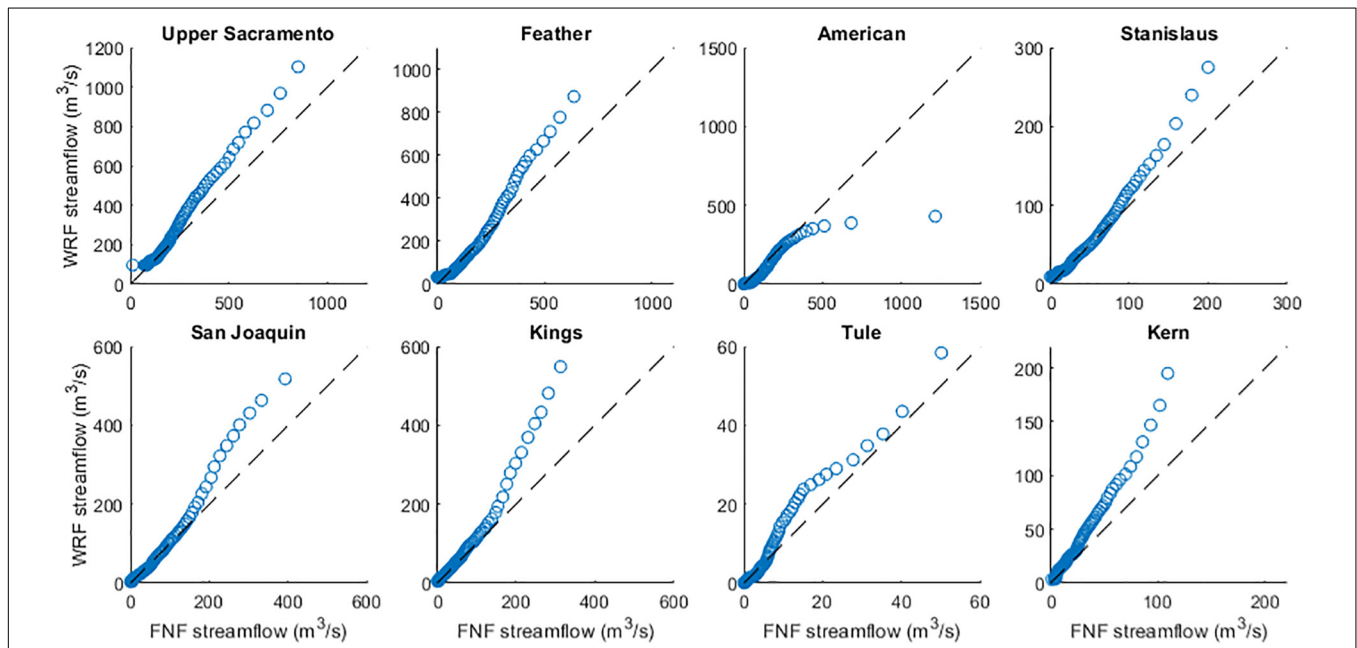 Upper Sacramento
Feather
American
Stanislaus
WRF streamflow (m³/s)
1200
1000
800
600
400
200
0
0 500 1000
1000
800
600
400
200
0
0 500 1000
1500
1000
500
0
0 500 1000 1500
300
200
100
0
0 100 200 300
San Joaquin
Kings
Tule
Kern
WRF streamflow (m³/s)
600
400
200
0
0 200 400 600
FNF streamflow (m³/s)
600
400
200
0
0 200 400 600
FNF streamflow (m³/s)
60
40
20
0
0 20 40 60
FNF streamflow (m³/s)
200
150
100
50
0
0 100 200
FNF streamflow (m³/s)